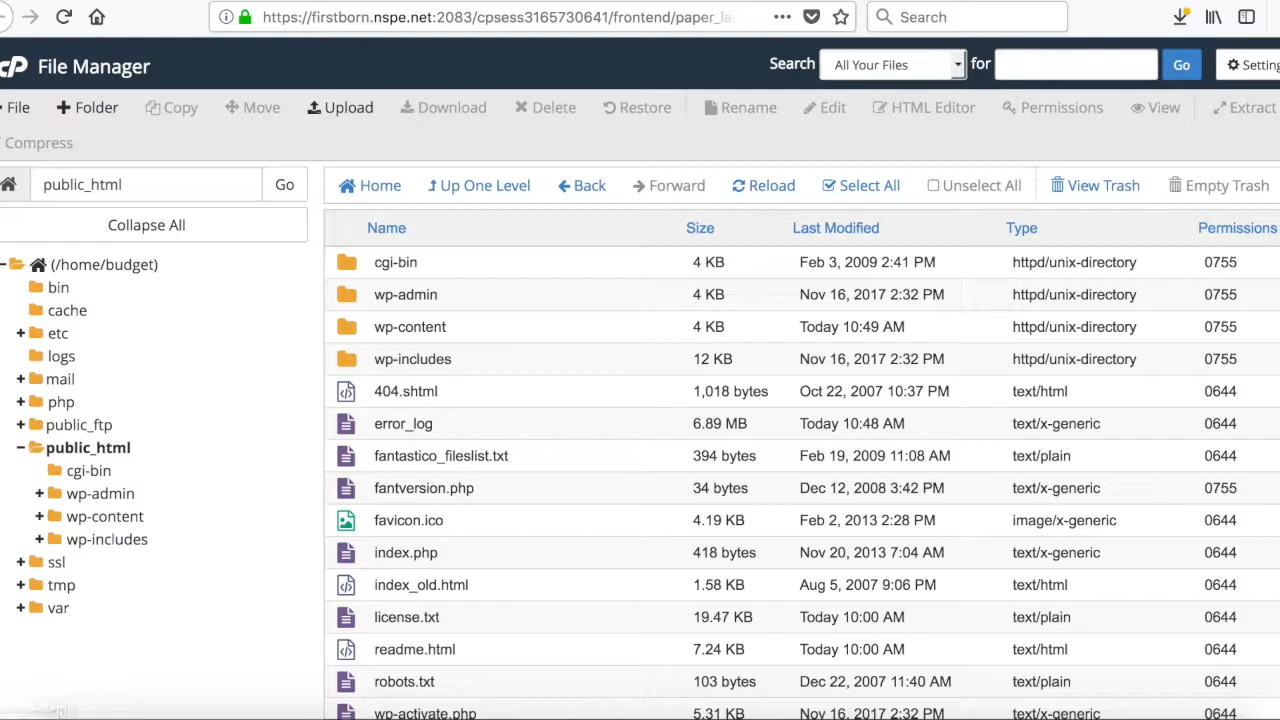 https://firstborn.nspe.net:2083/cpsess3165730641/frontend/paper_la
Search
cP File Manager
Search All Your Files for Go Setting
File Folder Copy Move Upload Download Delete Restore Rename Edit HTML Editor Permissions View Extract
Compress
public_html Go
Home Up One Level Back Forward Reload Select All Unselect All View Trash Empty Trash
Collapse All
(/home/budget)
bin
cache
etc
logs
mail
php
public_ftp
public_html
cgi-bin
wp-admin
wp-content
wp-includes
ssl
tmp
var
Name Size Last Modified Type Permissions
cgi-bin 4 KB Feb 3, 2009 2:41 PM httpd/unix-directory 0755
wp-admin 4 KB Nov 16, 2017 2:32 PM httpd/unix-directory 0755
wp-content 4 KB Today 10:49 AM httpd/unix-directory 0755
wp-includes 12 KB Nov 16, 2017 2:32 PM httpd/unix-directory 0755
404.shtml 1,018 bytes Oct 22, 2007 10:37 PM text/html 0644
error_log 6.89 MB Today 10:48 AM text/x-generic 0644
fantastico_fileslist.txt 394 bytes Feb 19, 2009 11:08 AM text/plain 0644
fantversion.php 34 bytes Dec 12, 2008 3:42 PM text/x-generic 0755
favicon.ico 4.19 KB Feb 2, 2013 2:28 PM image/x-generic 0644
index.php 418 bytes Nov 20, 2013 7:04 AM text/x-generic 0644
index_old.html 1.58 KB Aug 5, 2007 9:06 PM text/html 0644
license.txt 19.47 KB Today 10:00 AM text/plain 0644
readme.html 7.24 KB Today 10:00 AM text/html 0644
robots.txt 103 bytes Dec 22, 2007 11:40 AM text/plain 0644
wp-activate.php 5.31 KB Nov 16, 2017 2:32 PM text/x-generic 0644